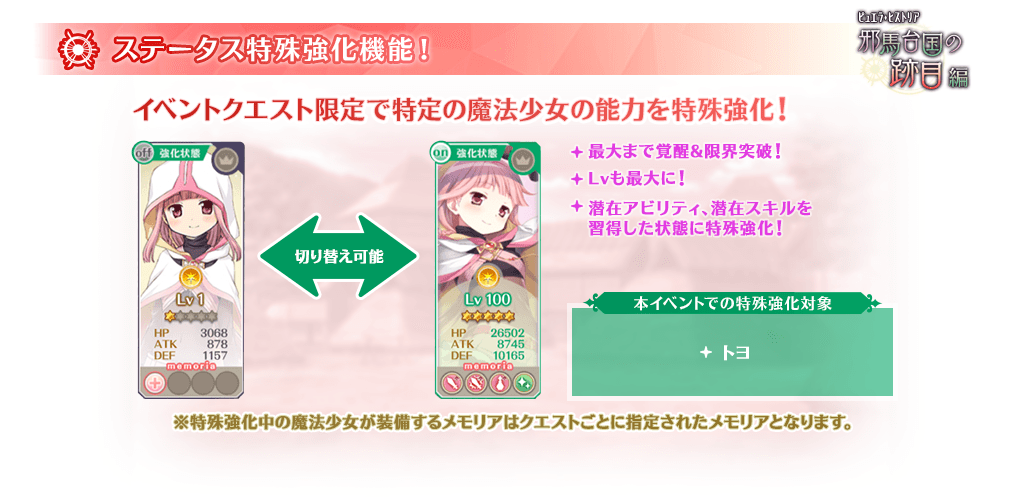 ピュエラ・ヒストリア
邪馬台国の
跡目編
ステータス特殊強化機能！
イベントクエスト限定で特定の魔法少女の能力を特殊強化！
off 強化状態
Lv 1
HP 3068
ATK 878
DEF 1157
memoria
切り替え可能
on 強化状態
Lv 100
HP 26502
ATK 8745
DEF 10165
memoria
最大まで覚醒&限界突破！
Lvも最大に！
潜在アビリティ、潜在スキルを
習得した状態に特殊強化！
本イベントでの特殊強化対象
トヨ
※特殊強化中の魔法少女が装備するメモリアはクエストごとに指定されたメモリアとなります。